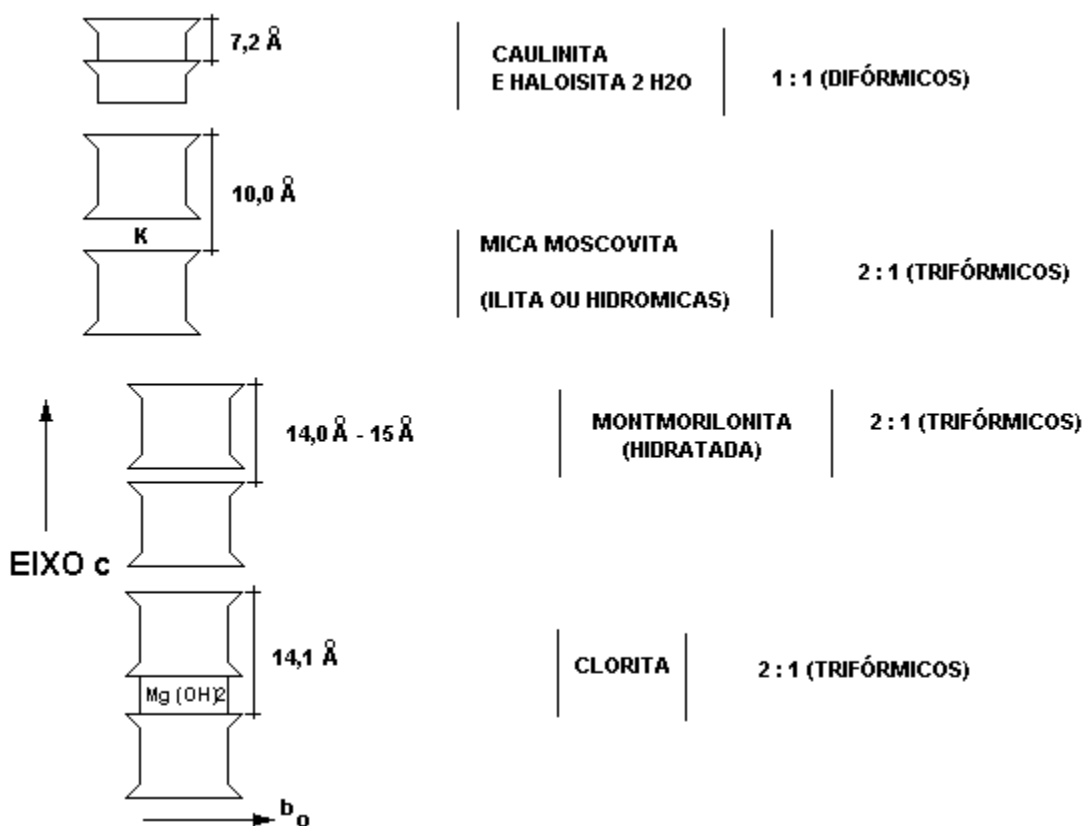 7,2 Å
CAULINITA
E HALOISITA 2 H2O
1 : 1 (DIFÓRMICOS)
10,0 Å
K
MICA MOSCOVITA
(ILITA OU HIDROMICAS)
2 : 1 (TRIFÓRMICOS)
14,0 Å - 15 Å
MONTMORILONITA
(HIDRATADA)
2 : 1 (TRIFÓRMICOS)
EIXO c
14,1 Å
Mg (OH)2
CLORITA
2 : 1 (TRIFÓRMICOS)
b o